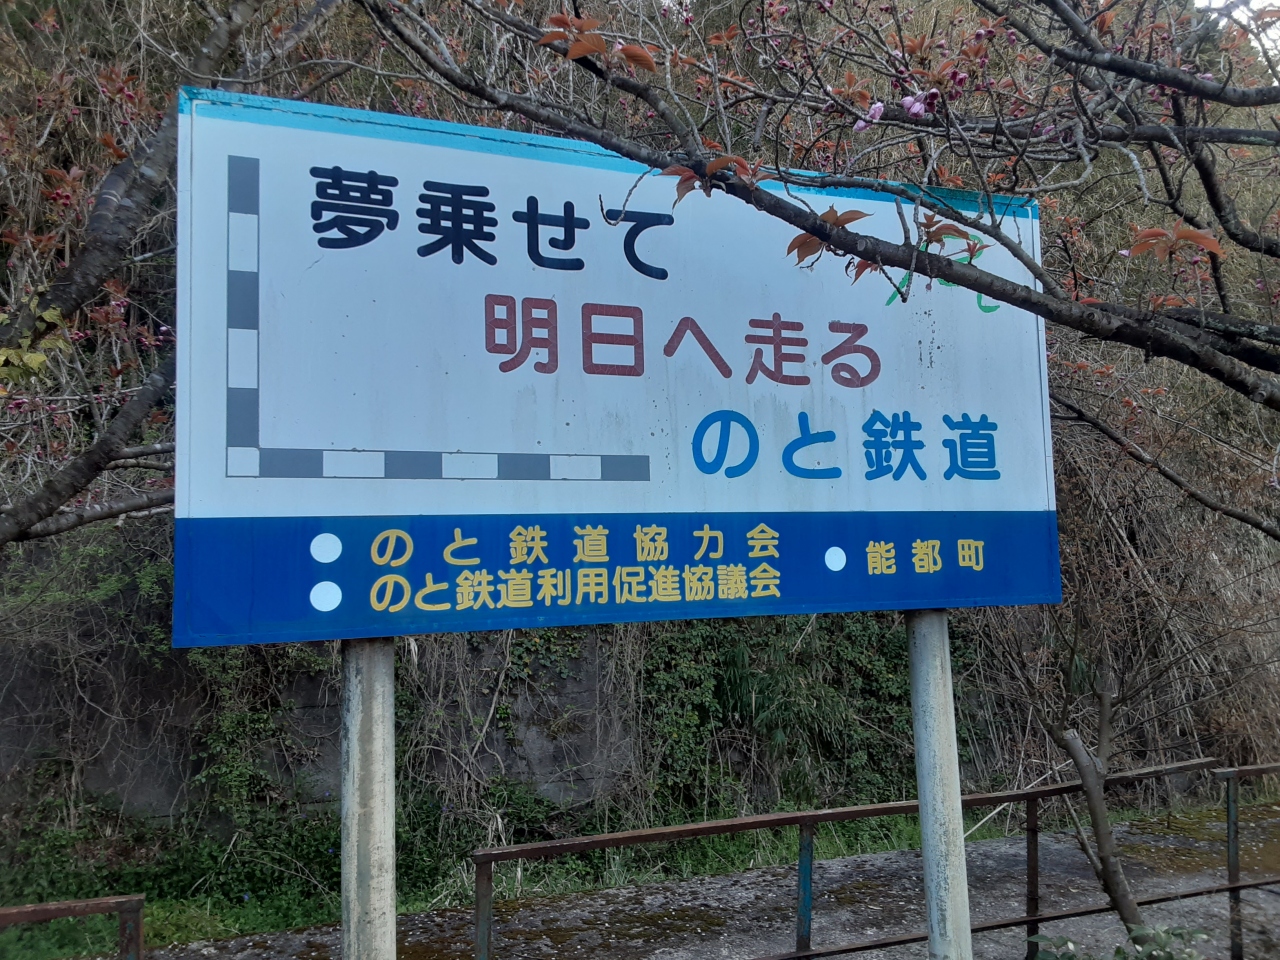 夢乗せて
明日へ走る
のと鉄道
のと鉄道協力会
のと鉄道利用促進協議会
能都町